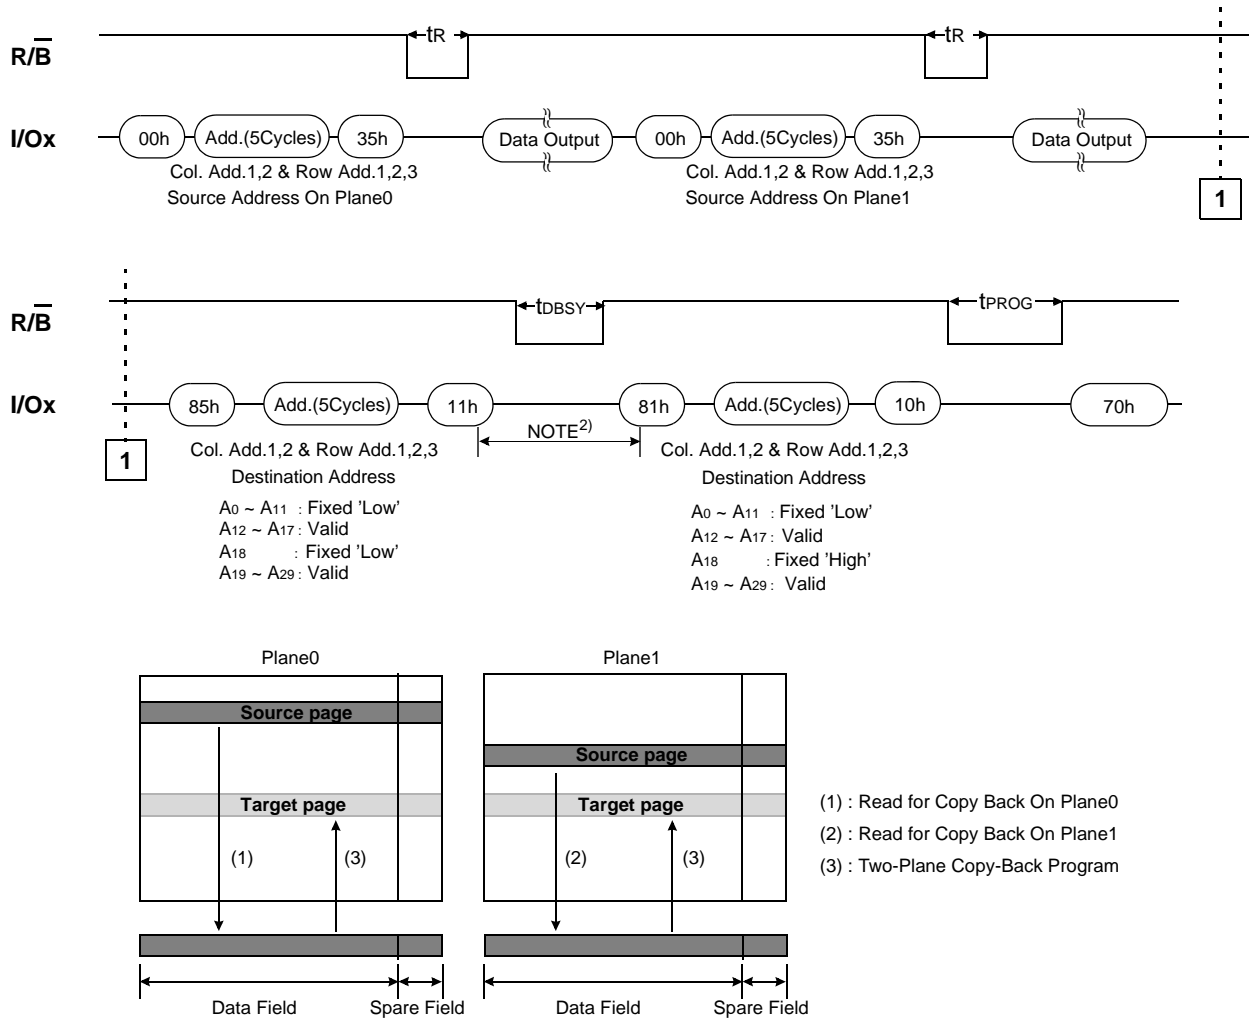 R/B
tR
tR
I/Ox
00h
Add.(5Cycles)
35h
Data Output
00h
Add.(5Cycles)
35h
Data Output
Col. Add.1,2 & Row Add.1,2,3
Source Address On Plane0
Col. Add.1,2 & Row Add.1,2,3
Source Address On Plane1
1
R/B
tDBSY
tPROG
I/Ox
85h
Add.(5Cycles)
11h
NOTE2)
81h
Add.(5Cycles)
10h
70h
1
Col. Add.1,2 & Row Add.1,2,3
Destination Address
A0 ~ A11 : Fixed 'Low'
A12 ~ A17 : Valid
A18 : Fixed 'Low'
A19 ~ A29 : Valid
Col. Add.1,2 & Row Add.1,2,3
Destination Address
A0 ~ A11 : Fixed 'Low'
A12 ~ A17 : Valid
A18 : Fixed 'High'
A19 ~ A29 : Valid
Plane0
Source page
Target page
(1)
(3)
Data Field
Spare Field
Plane1
Source page
Target page
(2)
(3)
Data Field
Spare Field
(1) : Read for Copy Back On Plane0
(2) : Read for Copy Back On Plane1
(3) : Two-Plane Copy-Back Program